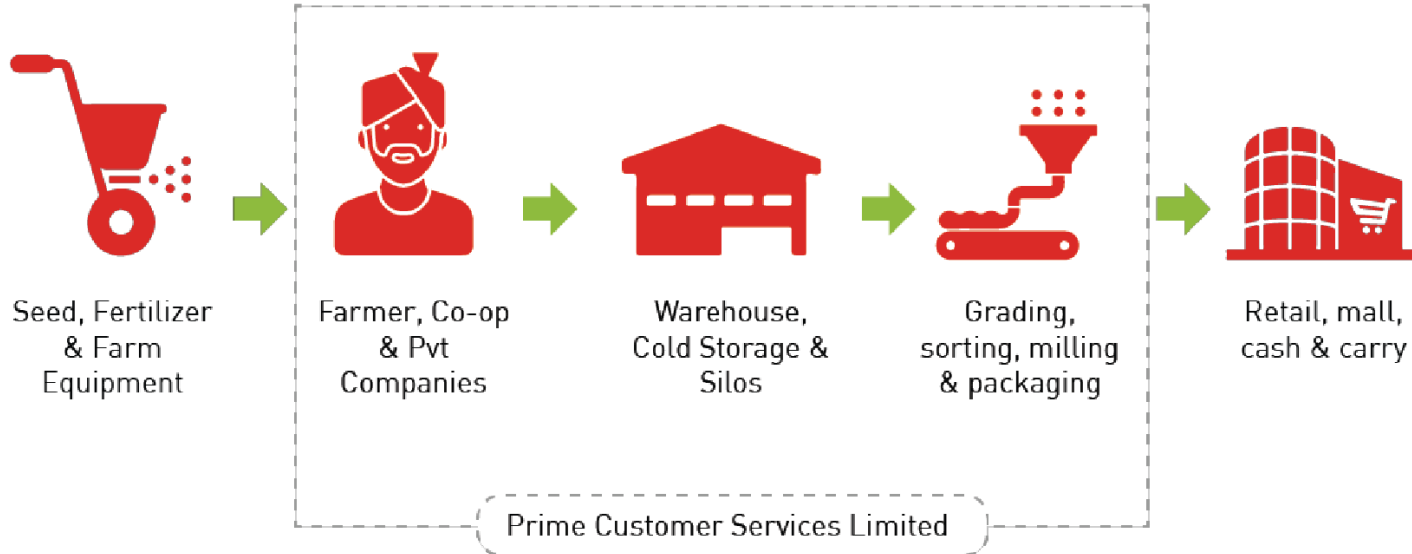 Seed, Fertilizer
& Farm
Equipment
Farmer, Co-op
& Pvt
Companies
Warehouse,
Cold Storage &
Silos
Grading,
sorting, milling
& packaging
Retail, mall,
cash & carry
Prime Customer Services Limited